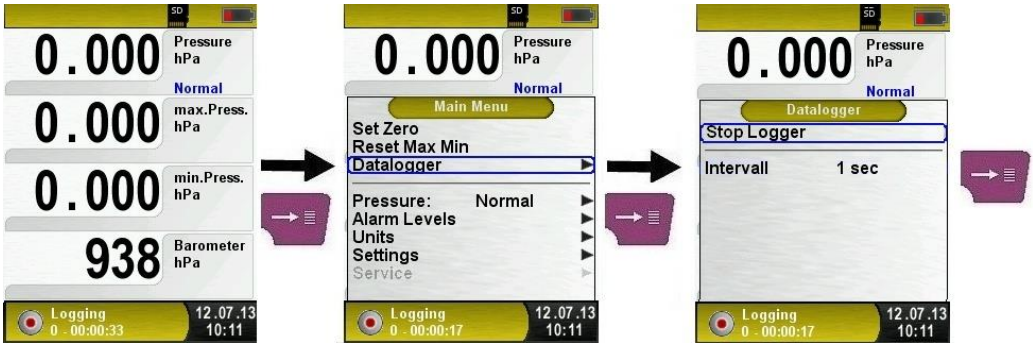 SD
0.000 Pressure
hPa
Normal
0.000 max.Press.
hPa
0.000 min.Press.
hPa
938 Barometer
hPa
Logging
0 - 00:00:33
12.07.13
10:11
SD
0.000 Pressure
hPa
Normal
Main Menu
Set Zero
Reset Max Min
Datalogger
Pressure: Normal
Alarm Levels
Units
Settings
Service
Logging
0 - 00:00:17
12.07.13
10:11
SD
0.000 Pressure
hPa
Normal
Datalogger
Stop Logger
Intervall 1 sec
Logging
0 - 00:00:17
12.07.13
10:11